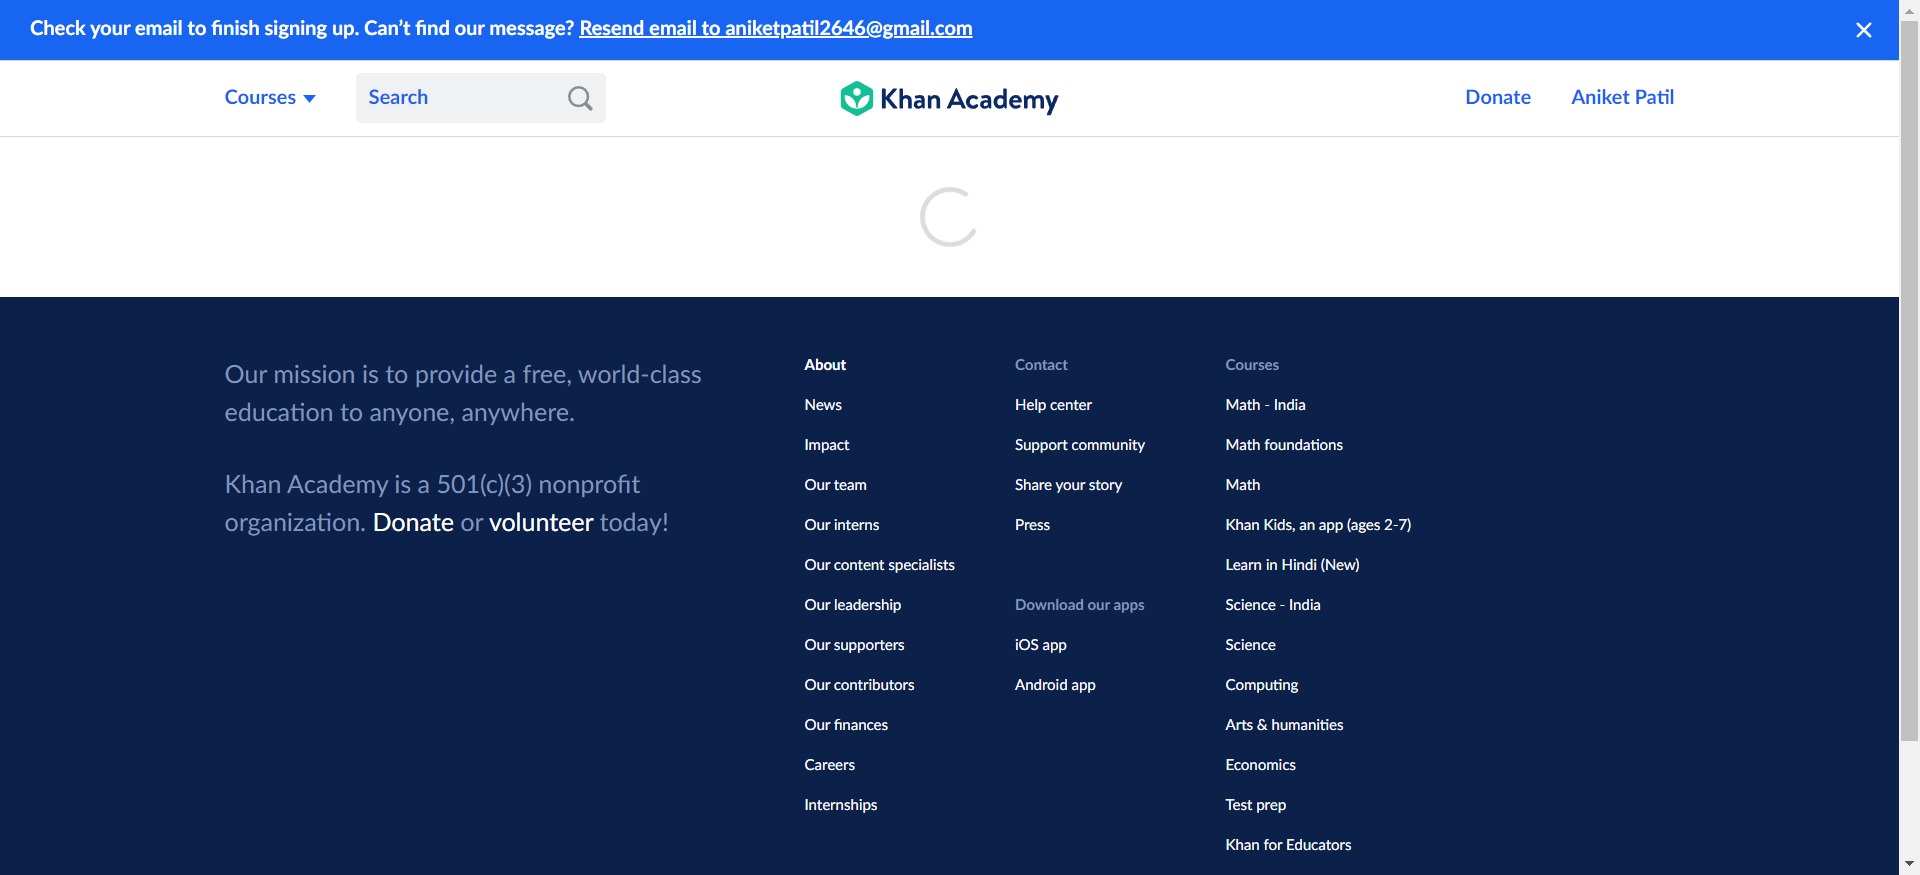 Check your email to finish signing up. Can't find our message? Resend email to aniketpatil2646@gmail.com
Courses
Search
Khan Academy
Donate
Aniket Patil
Our mission is to provide a free, world-class
education to anyone, anywhere.
Khan Academy is a 501(c)(3) nonprofit
organization. Donate or volunteer today!
About
News
Impact
Our team
Our interns
Our content specialists
Our leadership
Our supporters
Our contributors
Our finances
Careers
Internships
Contact
Help center
Support community
Share your story
Press
Download our apps
iOS app
Android app
Courses
Math - India
Math foundations
Math
Khan Kids, an app (ages 2-7)
Learn in Hindi (New)
Science - India
Science
Computing
Arts & humanities
Economics
Test prep
Khan for Educators